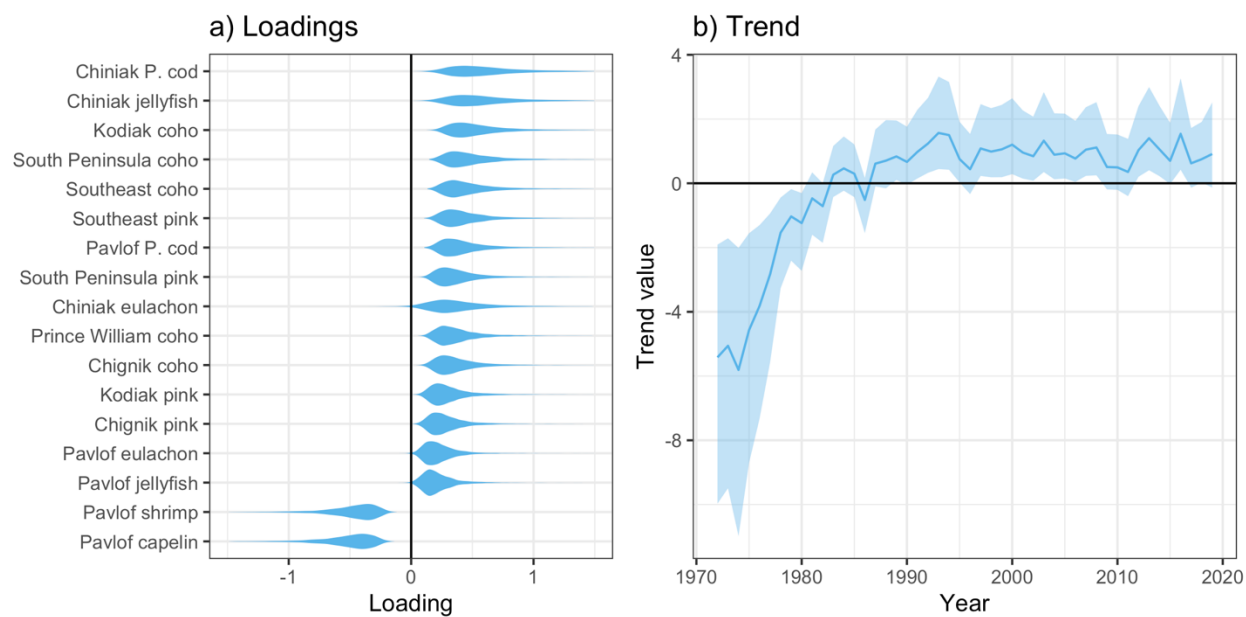 a) Loadings
Chiniak P. cod
Chiniak jellyfish
Kodiak coho
South Peninsula coho
Southeast coho
Southeast pink
Pavlof P. cod
South Peninsula pink
Chiniak eulachon
Prince William coho
Chignik coho
Kodiak pink
Chignik pink
Pavlof eulachon
Pavlof jellyfish
Pavlof shrimp
Pavlof capelin
-1 0 1
Loading
b) Trend
4
0
-4
-8
Trend value
1970 1980 1990 2000 2010 2020
Year